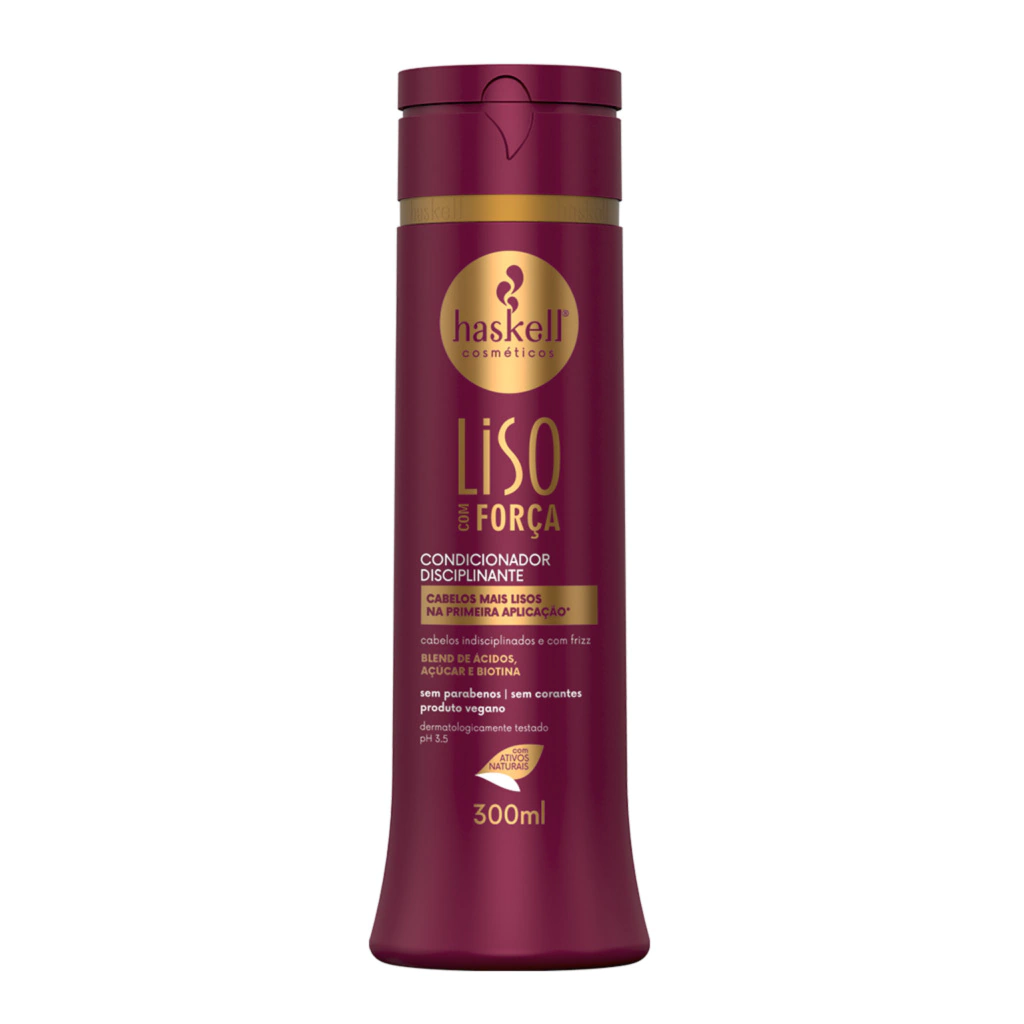 haskell
haskell®
cosméticos
LiSO
COM FORÇA
CONDICIONADOR
DISCIPLINANTE
CABELOS MAIS LISOS
NA PRIMEIRA APLICAÇÃO*
cabelos indisciplinados e com frizz
BLEND DE ÁCIDOS,
AÇÚCAR E BIOTINA
sem parabenos | sem corantes
produto vegano
dermatologicamente testado
pH 3.5
com
ATIVOS
NATURAIS
300ml